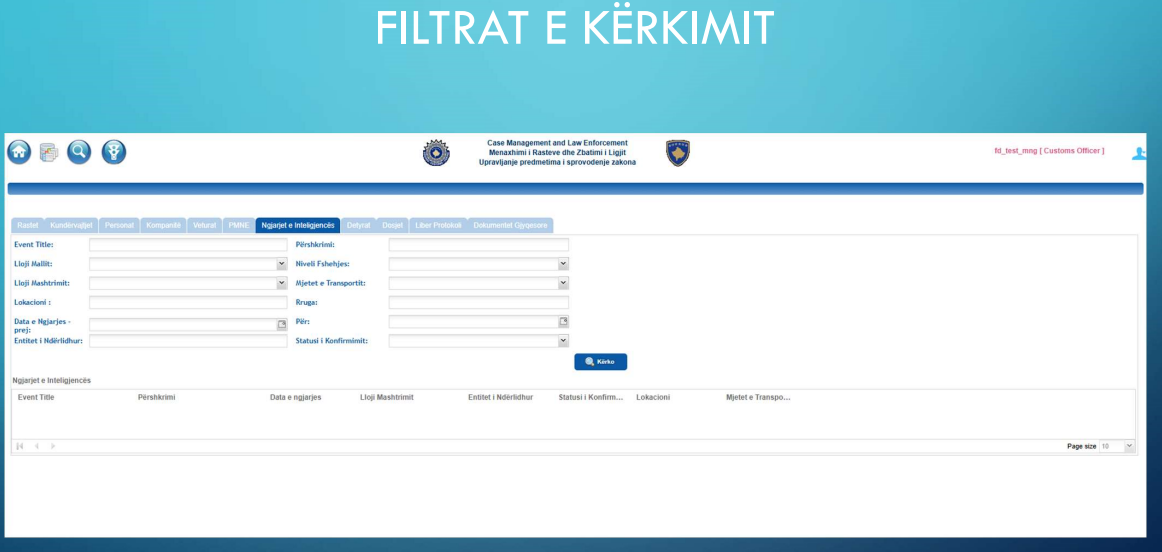 FILTRAT E KËRKIMIT
Case Management and Law Enforcement
Menaxhimi i Rasteve dhe Zbatimi i Ligjit
Upravljanje predmetima i sprovođenje zakona
fd_test_mng [ Customs Officer ]
Rastet Kundërvajtjet Personat Kompanitë Veturat PMNE Ngjarjet e Inteligjencës Detyrat Dosjet Liber Protokoli Dokumentet Gjyqesore
Event Title: Përshkrimi:
Lloji Mallit: Niveli Fshehjes:
Lloji Mashtrimit: Mjetet e Transportit:
Lokacioni : Rruga:
Data e Ngjarjes - prej: Për:
Entitet i Ndërlidhur: Statusi i Konfirmimit:
Kërko
Ngjarjet e Inteligjencës
Event Title Përshkrimi Data e ngjarjes Lloji Mashtrimit Entitet i Ndërlidhur Statusi i Konfirm... Lokacioni Mjetet e Transpo...
Page size 10